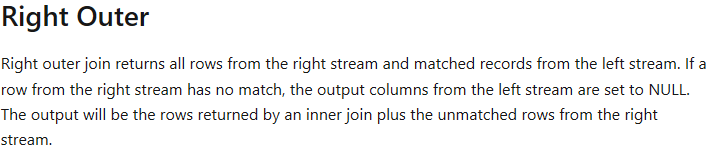 Right Outer
Right outer join returns all rows from the right stream and matched records from the left stream. If a
row from the right stream has no match, the output columns from the left stream are set to NULL.
The output will be the rows returned by an inner join plus the unmatched rows from the right
stream.